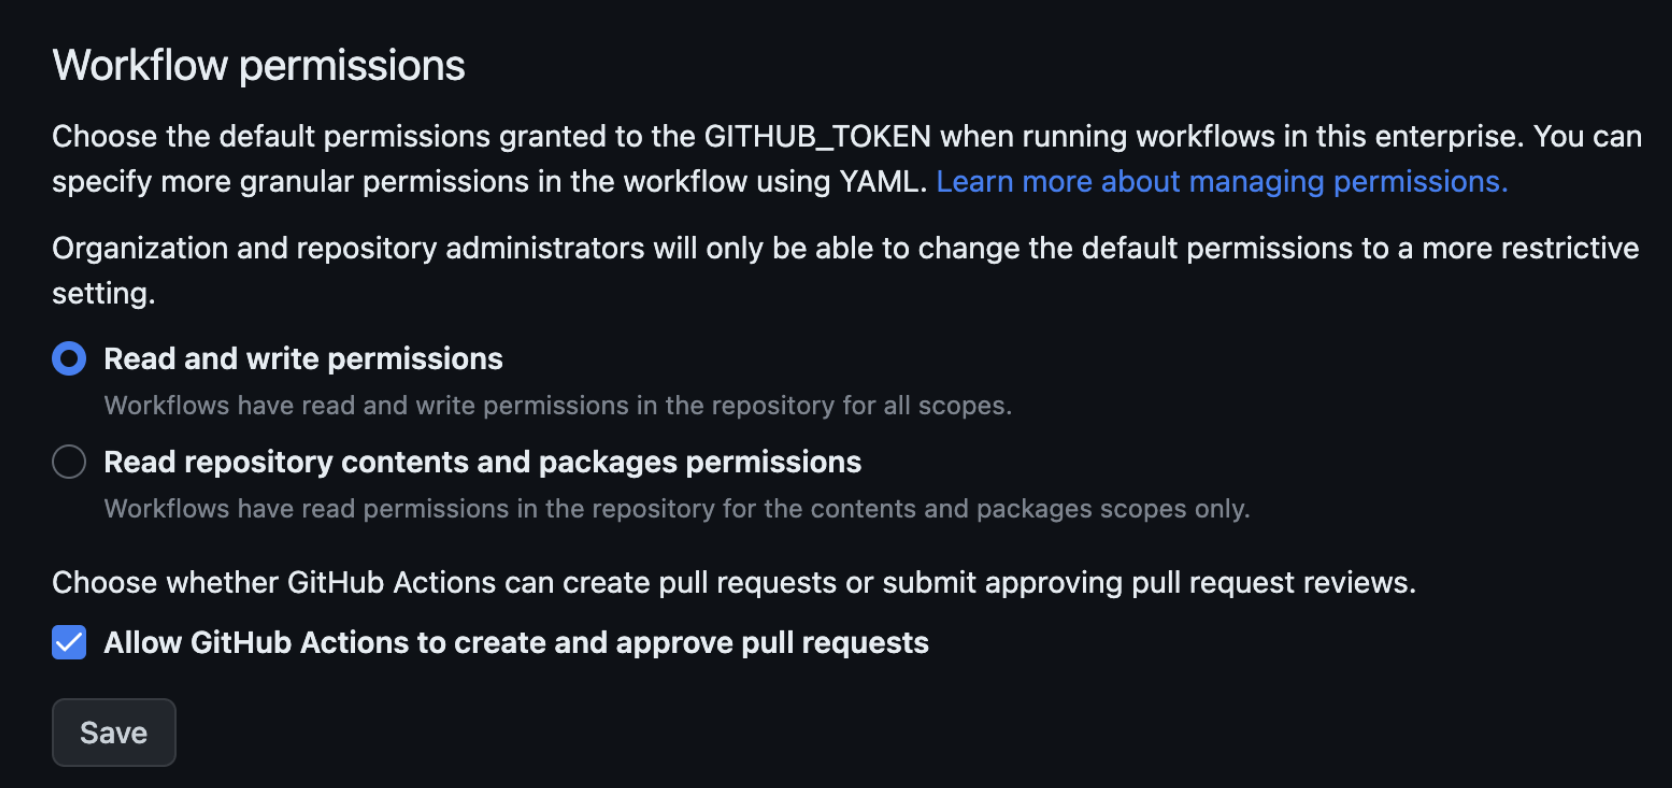 Workflow permissions
Choose the default permissions granted to the GITHUB_TOKEN when running workflows in this enterprise. You can
specify more granular permissions in the workflow using YAML. Learn more about managing permissions.
Organization and repository administrators will only be able to change the default permissions to a more restrictive
setting.
Read and write permissions
Workflows have read and write permissions in the repository for all scopes.
Read repository contents and packages permissions
Workflows have read permissions in the repository for the contents and packages scopes only.
Choose whether GitHub Actions can create pull requests or submit approving pull request reviews.
Allow GitHub Actions to create and approve pull requests
Save